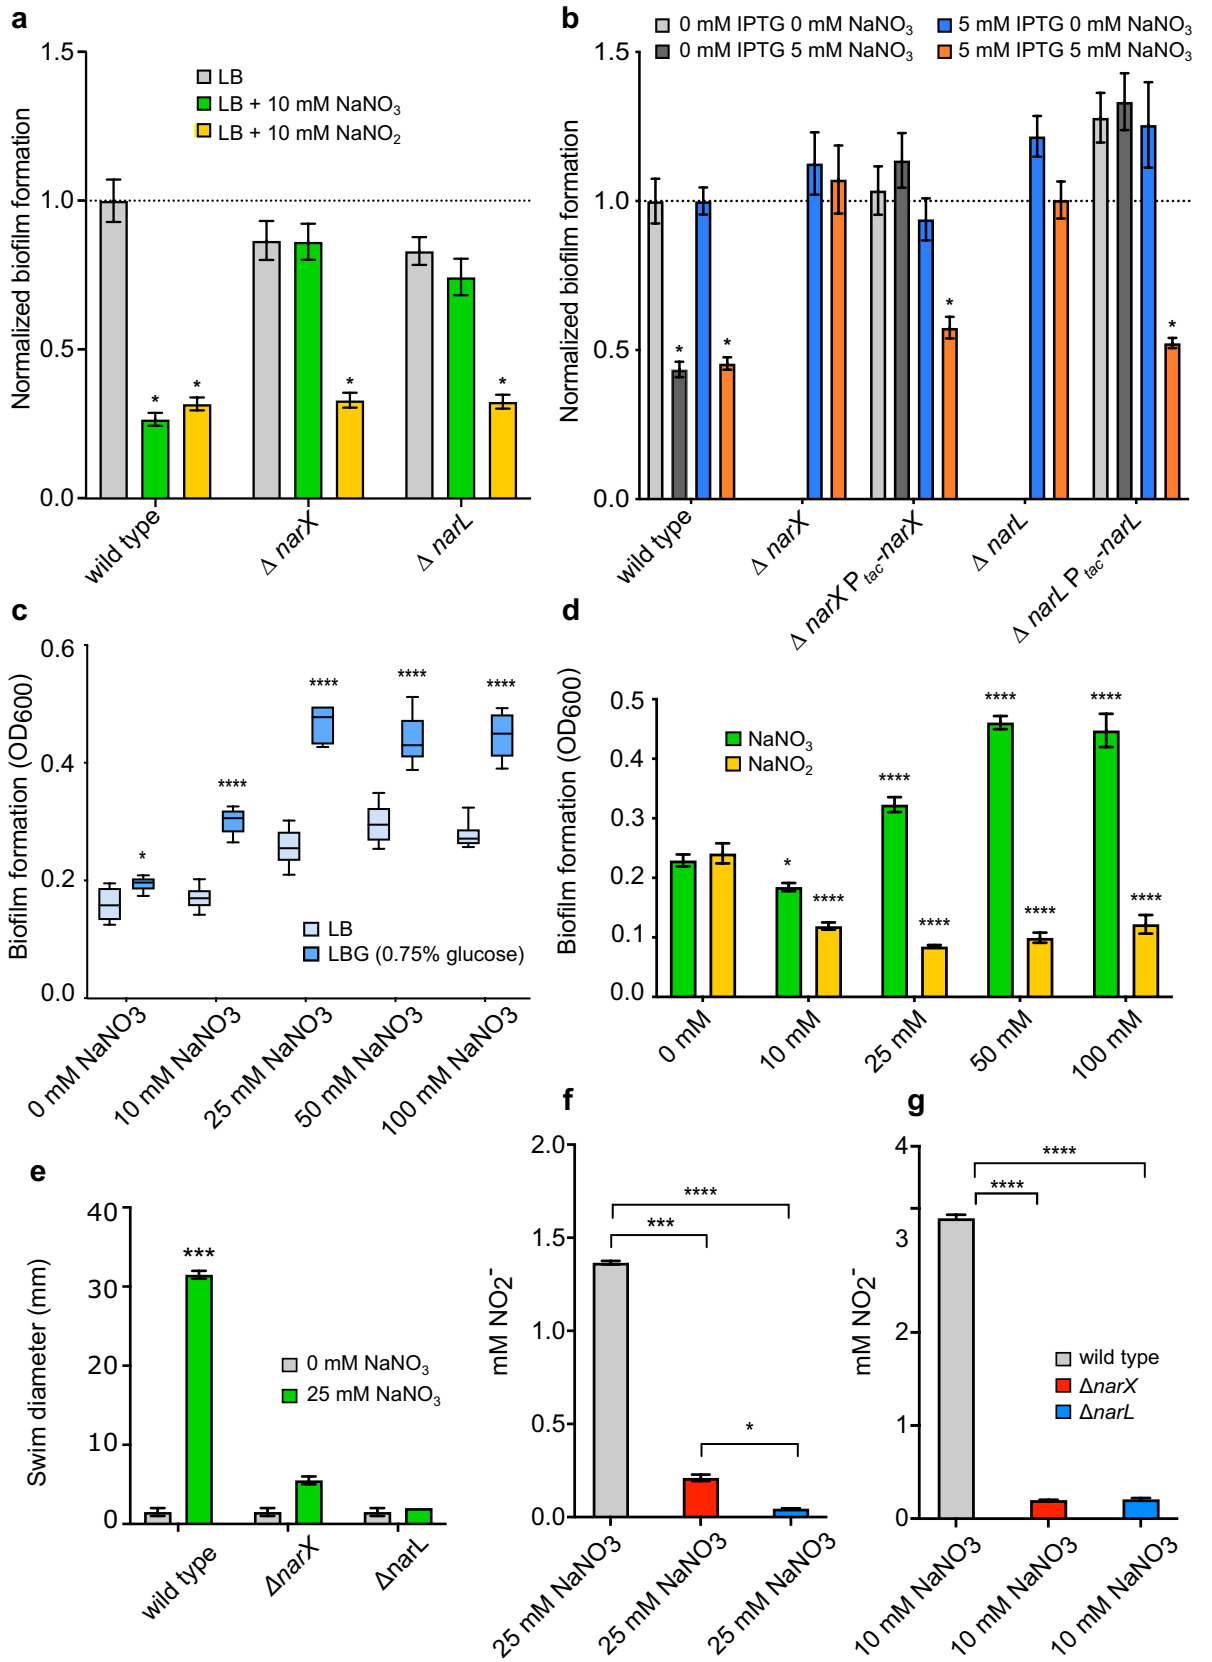 a
LB
LB + 10 mM NaNO3
LB + 10 mM NaNO2
Normalized biofilm formation
1.5
1.0
0.5
0.0
*
*
*
*
wild type
Δ narX
Δ narL
b
0 mM IPTG 0 mM NaNO3
5 mM IPTG 0 mM NaNO3
0 mM IPTG 5 mM NaNO3
5 mM IPTG 5 mM NaNO3
Normalized biofilm formation
1.5
1.0
0.5
0.0
*
*
*
*
wild type
Δ narX
Δ narX Ptac-narX
Δ narL
Δ narL Ptac-narL
c
Biofilm formation (OD600)
0.6
0.4
0.2
0.0
*
****
****
****
****
LB
LBG (0.75% glucose)
0 mM NaNO3
10 mM NaNO3
25 mM NaNO3
50 mM NaNO3
100 mM NaNO3
d
Biofilm formation (OD600)
0.5
0.4
0.3
0.2
0.1
0.0
NaNO3
NaNO2
*
****
****
****
****
****
****
****
0 mM
10 mM
25 mM
50 mM
100 mM
e
Swim diameter (mm)
40
30
20
10
0
***
0 mM NaNO3
25 mM NaNO3
wild type
ΔnarX
ΔnarL
f
mM NO2-
2.0
1.5
1.0
0.5
0.0
****
***
*
25 mM NaNO3
25 mM NaNO3
25 mM NaNO3
g
mM NO2-
4
3
2
1
0
****
****
wild type
ΔnarX
ΔnarL
10 mM NaNO3
10 mM NaNO3
10 mM NaNO3